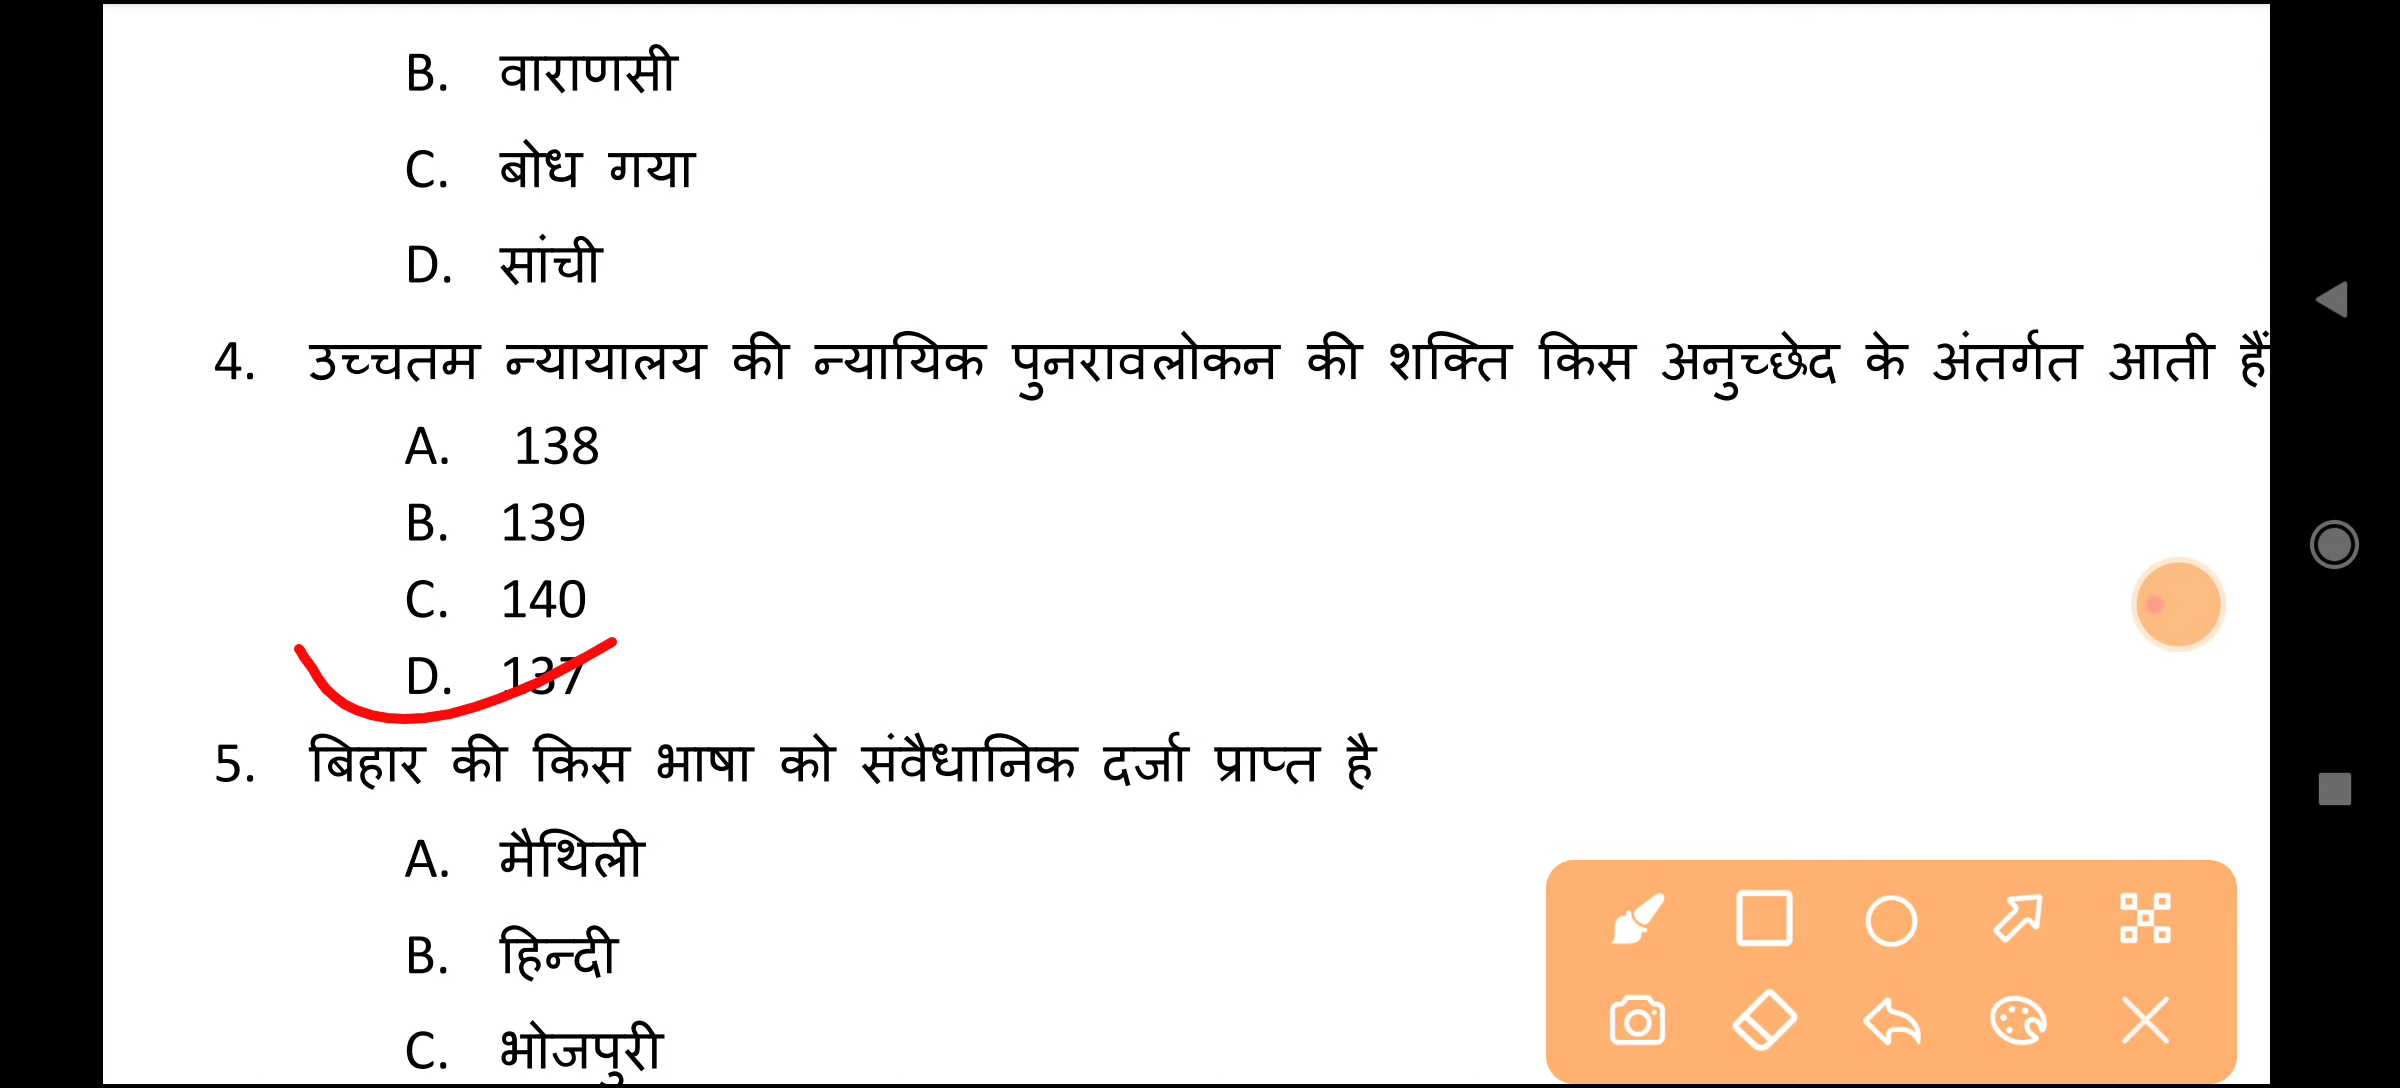 B. वाराणसी
C. बोध गया
D. सांची
4. उच्चतम न्यायालय की न्यायिक पुनरावलोकन की शक्ति किस अनुच्छेद के अंतर्गत आती हैं
A. 138
B. 139
C. 140
D. 137
5. बिहार की किस भाषा को संवैधानिक दर्जा प्राप्त है
A. मैथिली
B. हिन्दी
C. भोजपुरी